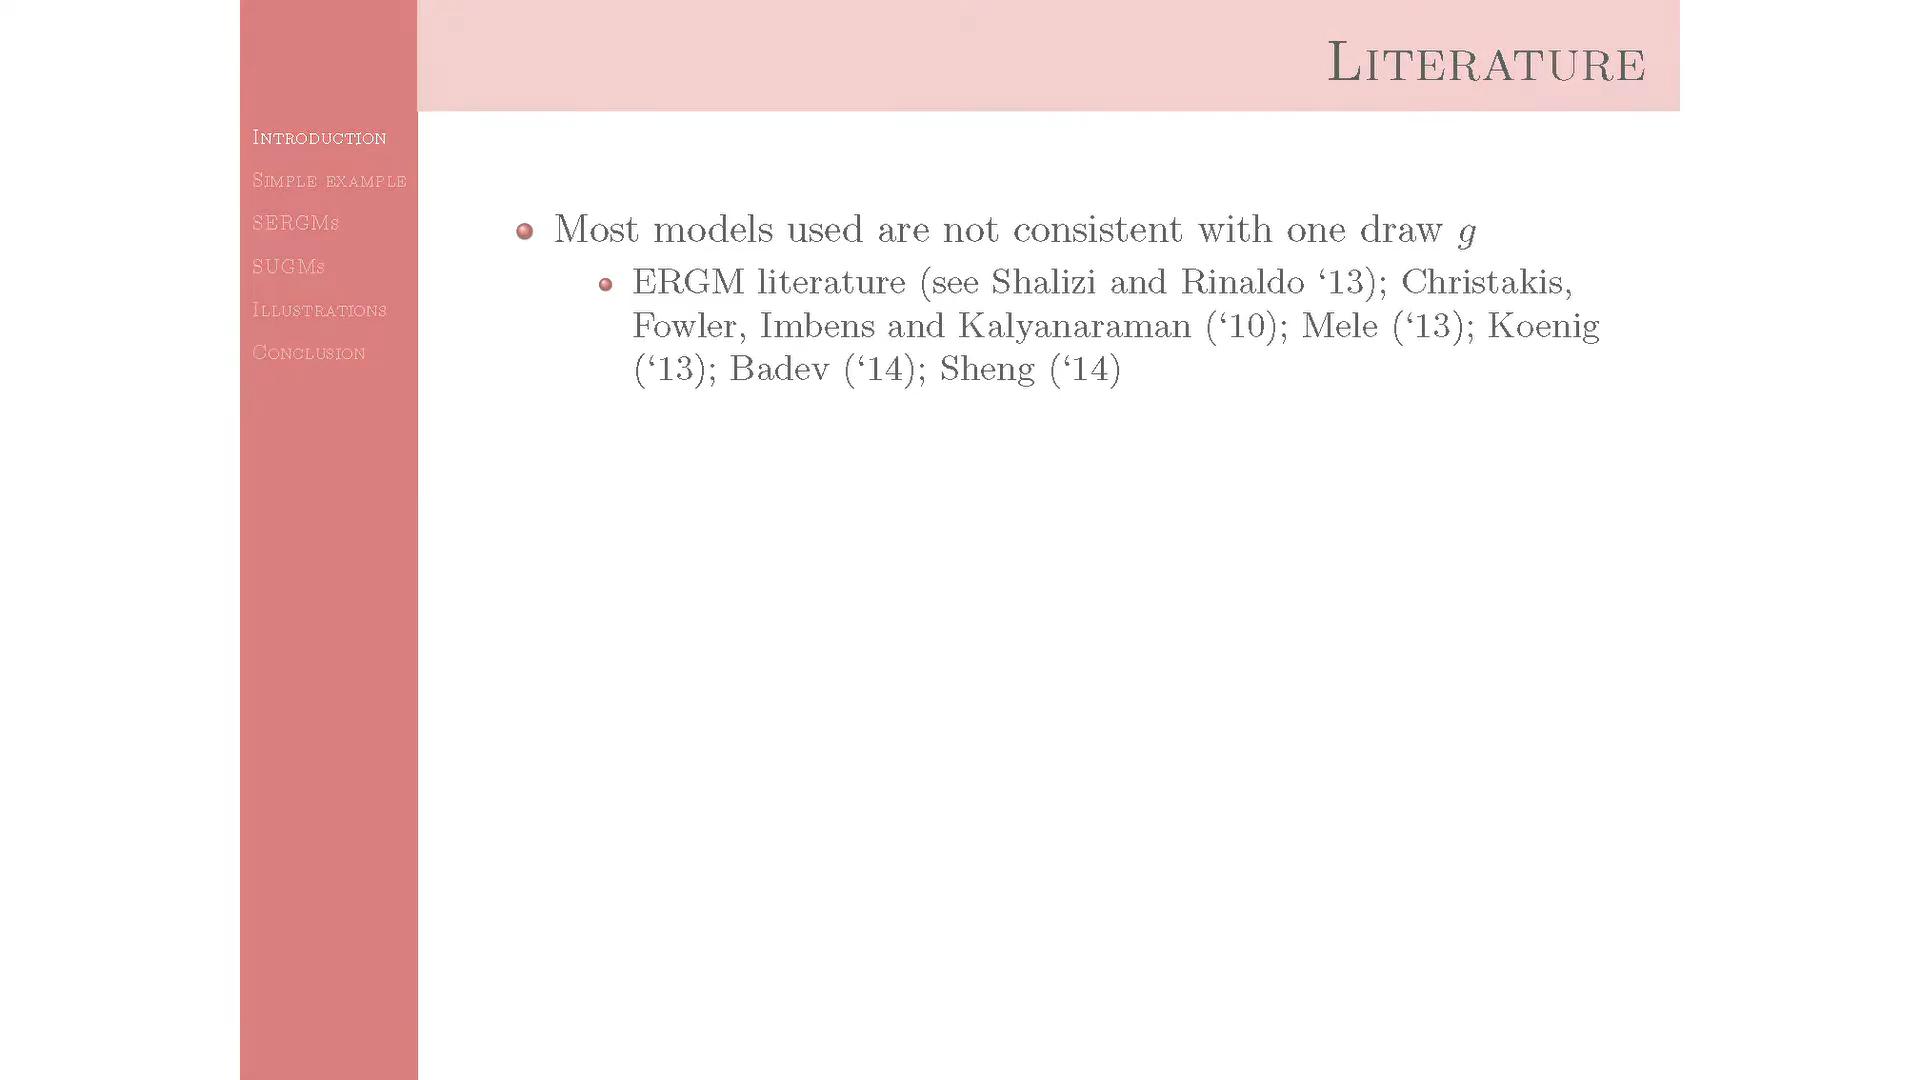 LITERATURE
INTRODUCTION
SIMPLE EXAMPLE
SERGMs
SUGMs
ILLUSTRATIONS
CONCLUSION
Most models used are not consistent with one draw g
ERGM literature (see Shalizi and Rinaldo ‘13); Christakis,
Fowler, Imbens and Kalyanaraman (‘10); Mele (‘13); Koenig
(‘13); Badev (‘14); Sheng (‘14)